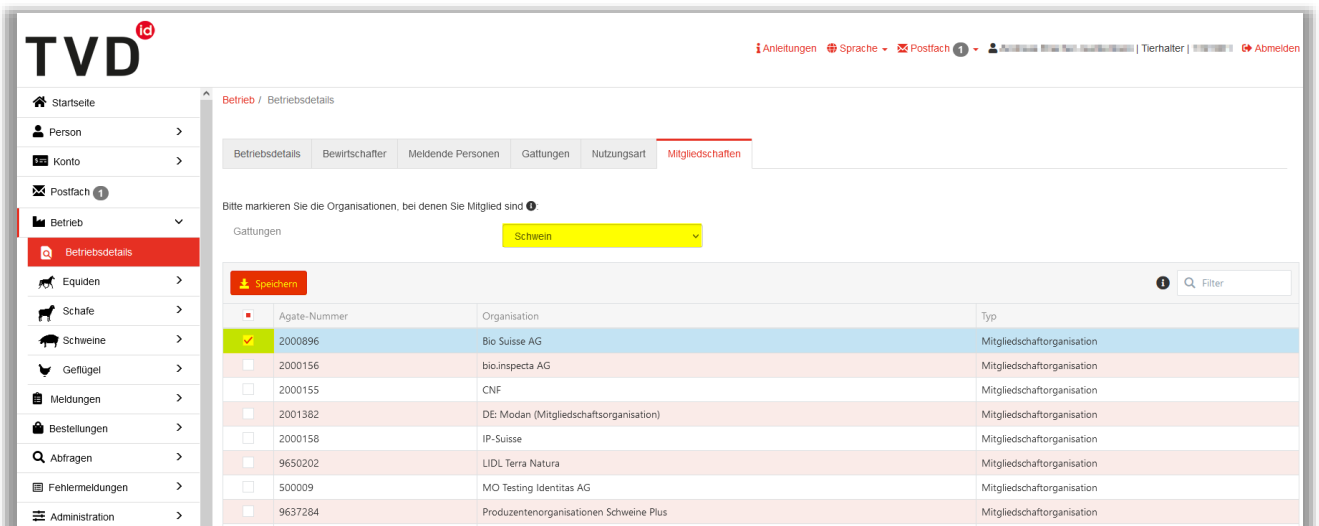 TVD id
Anleitungen Sprache Postfach 1 | Tierhalter | Abmelden
Startseite
Person
Konto
Postfach 1
Betrieb
Betriebsdetails
Equiden
Schafe
Schweine
Geflügel
Meldungen
Bestellungen
Abfragen
Fehlermeldungen
Administration
Betrieb / Betriebsdetails
Betriebsdetails Bewirtschafter Meldende Personen Gattungen Nutzungsart Mitgliedschaften
Bitte markieren Sie die Organisationen, bei denen Sie Mitglied sind :
Gattungen Schwein
Speichern Filter
Agate-Nummer Organisation Typ
2000896 Bio Suisse AG Mitgliedschaftorganisation
2000156 bio.inspecta AG Mitgliedschaftorganisation
2000155 CNF Mitgliedschaftorganisation
2001382 DE: Modan (Mitgliedschaftsorganisation) Mitgliedschaftorganisation
2000158 IP-Suisse Mitgliedschaftorganisation
9650202 LIDL Terra Natura Mitgliedschaftorganisation
500009 MO Testing Identitas AG Mitgliedschaftorganisation
9637284 Produzentenorganisationen Schweine Plus Mitgliedschaftorganisation